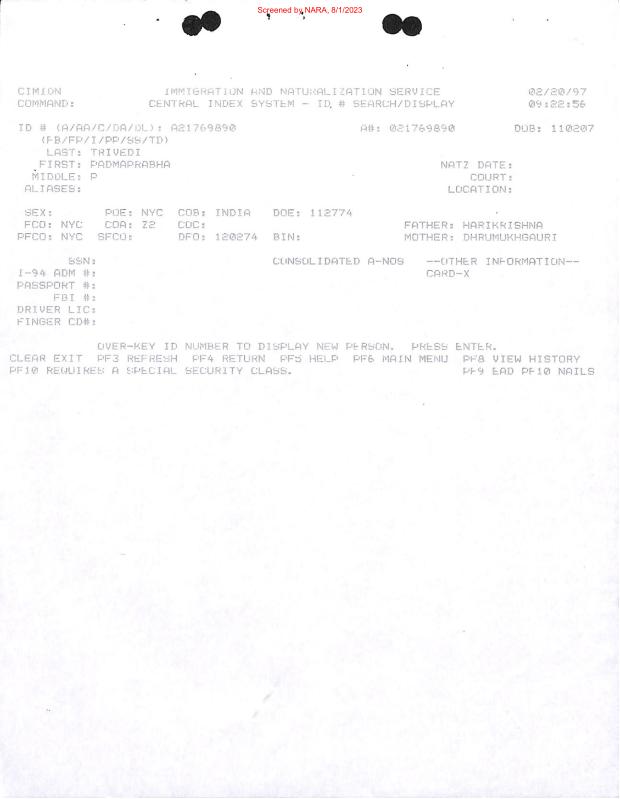 Screened by NARA, 8/1/2023
CIMION IMMIGRATION AND NATURALIZATION SERVICE 02/20/97
COMMAND: CENTRAL INDEX SYSTEM - ID # SEARCH/DISPLAY 09:22:56
ID # (A/AA/C/DA/DL): A21769890 A#: 021769890 DOB: 110207
(FB/FP/I/PP/SS/TD)
LAST: TRIVEDI
FIRST: PADMAPRABHA NATZ DATE:
MIDDLE: P COURT:
ALIASES: LOCATION:
SEX: POE: NYC COB: INDIA DOE: 112774
FCO: NYC COA: Z2 COC: FATHER: HARIKRISHNA
PFCO: NYC SFCO: DFO: 120274 BIN: MOTHER: DHRUMUKHGAURI
SSN: CONSOLIDATED A-NOS --OTHER INFORMATION--
I-94 ADM #: CARD-X
PASSPORT #:
FBI #:
DRIVER LIC:
FINGER CD#:
OVER-KEY ID NUMBER TO DISPLAY NEW PERSON. PRESS ENTER.
CLEAR EXIT PF3 REFRESH PF4 RETURN PF5 HELP PF6 MAIN MENU PF8 VIEW HISTORY
PF10 REQUIRES A SPECIAL SECURITY CLASS. PF9 EAD PF10 NAILS